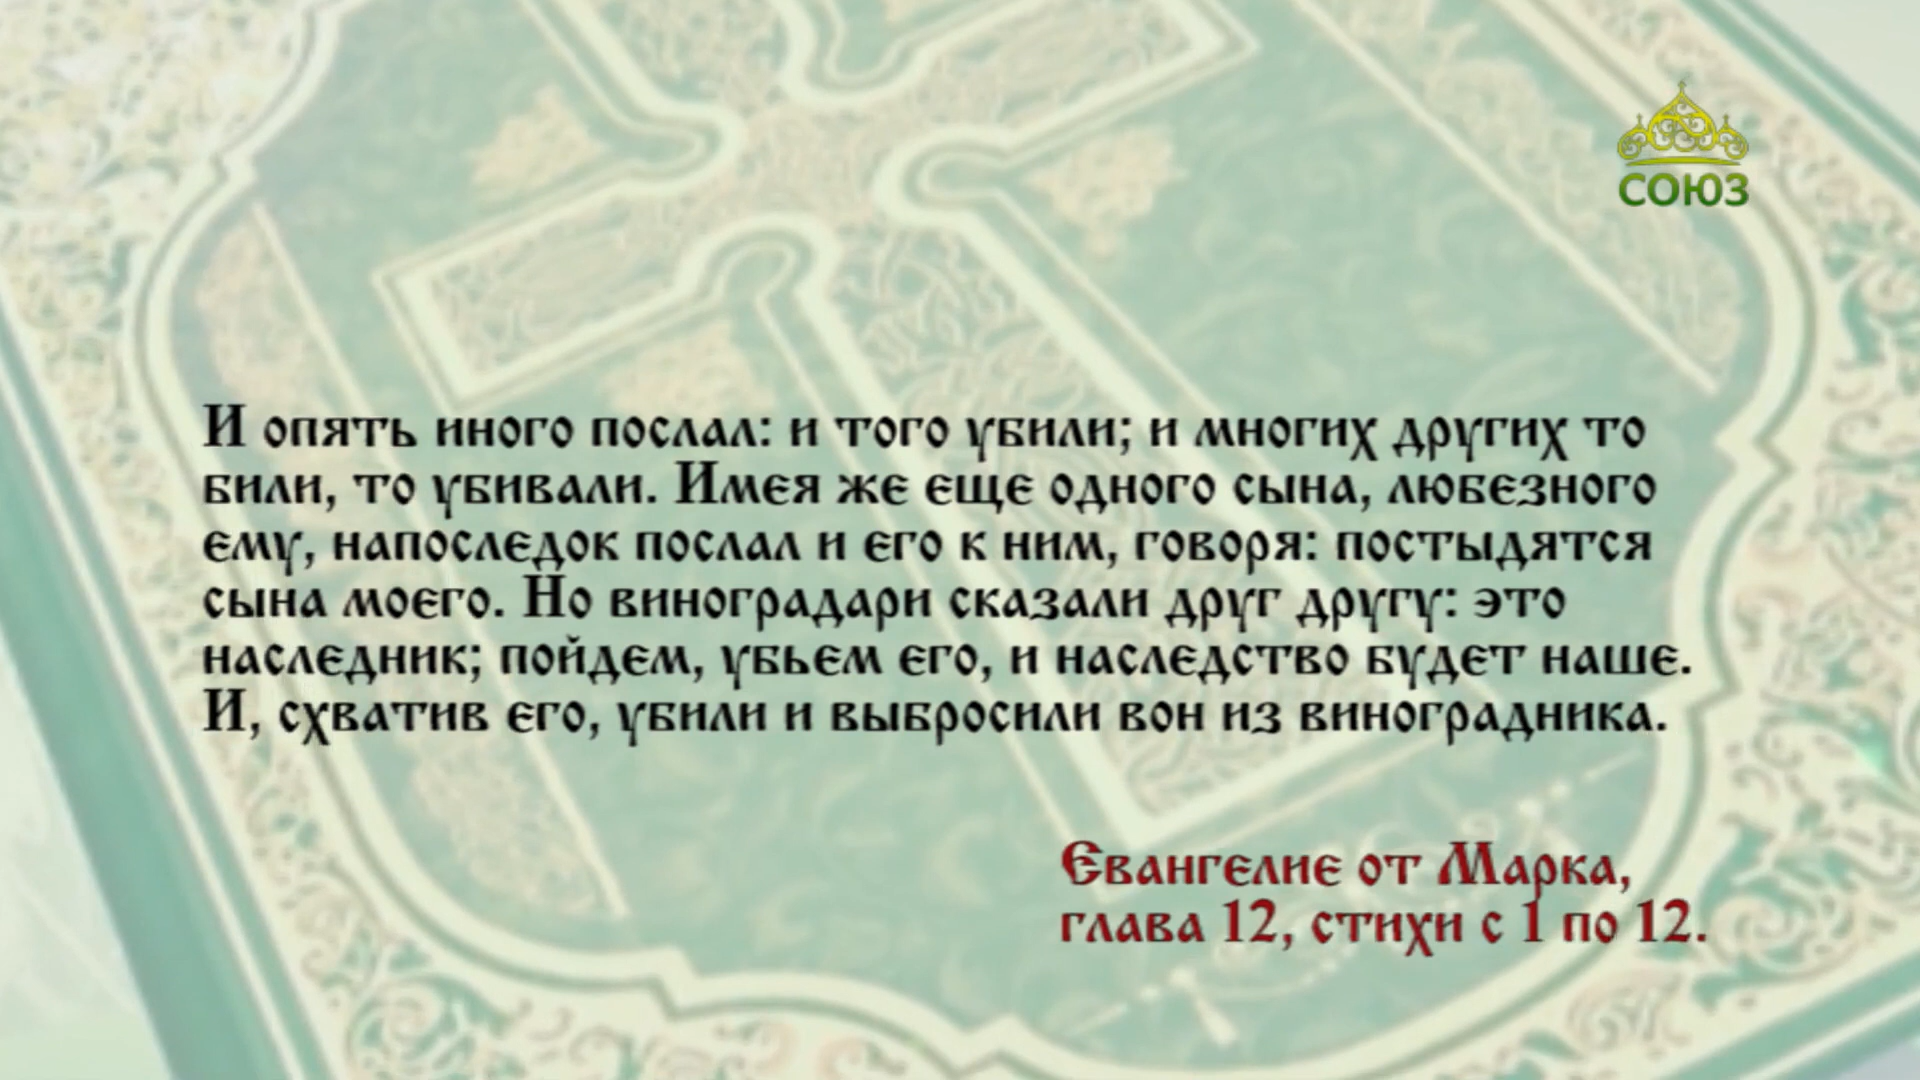 СОЮЗ
И опять иного послал: и того убили; и многих других то
били, то убивали. Имея же еще одного сына, любезного
ему, напоследок послал и его к ним, говоря: постыдятся
сына моего. Но виноградари сказали друг другу: это
наследник; пойдем, убьем его, и наследство будет наше.
И, схватив его, убили и выбросили вон из виноградника.
Евангелие от Марка,
глава 12, стихи с 1 по 12.